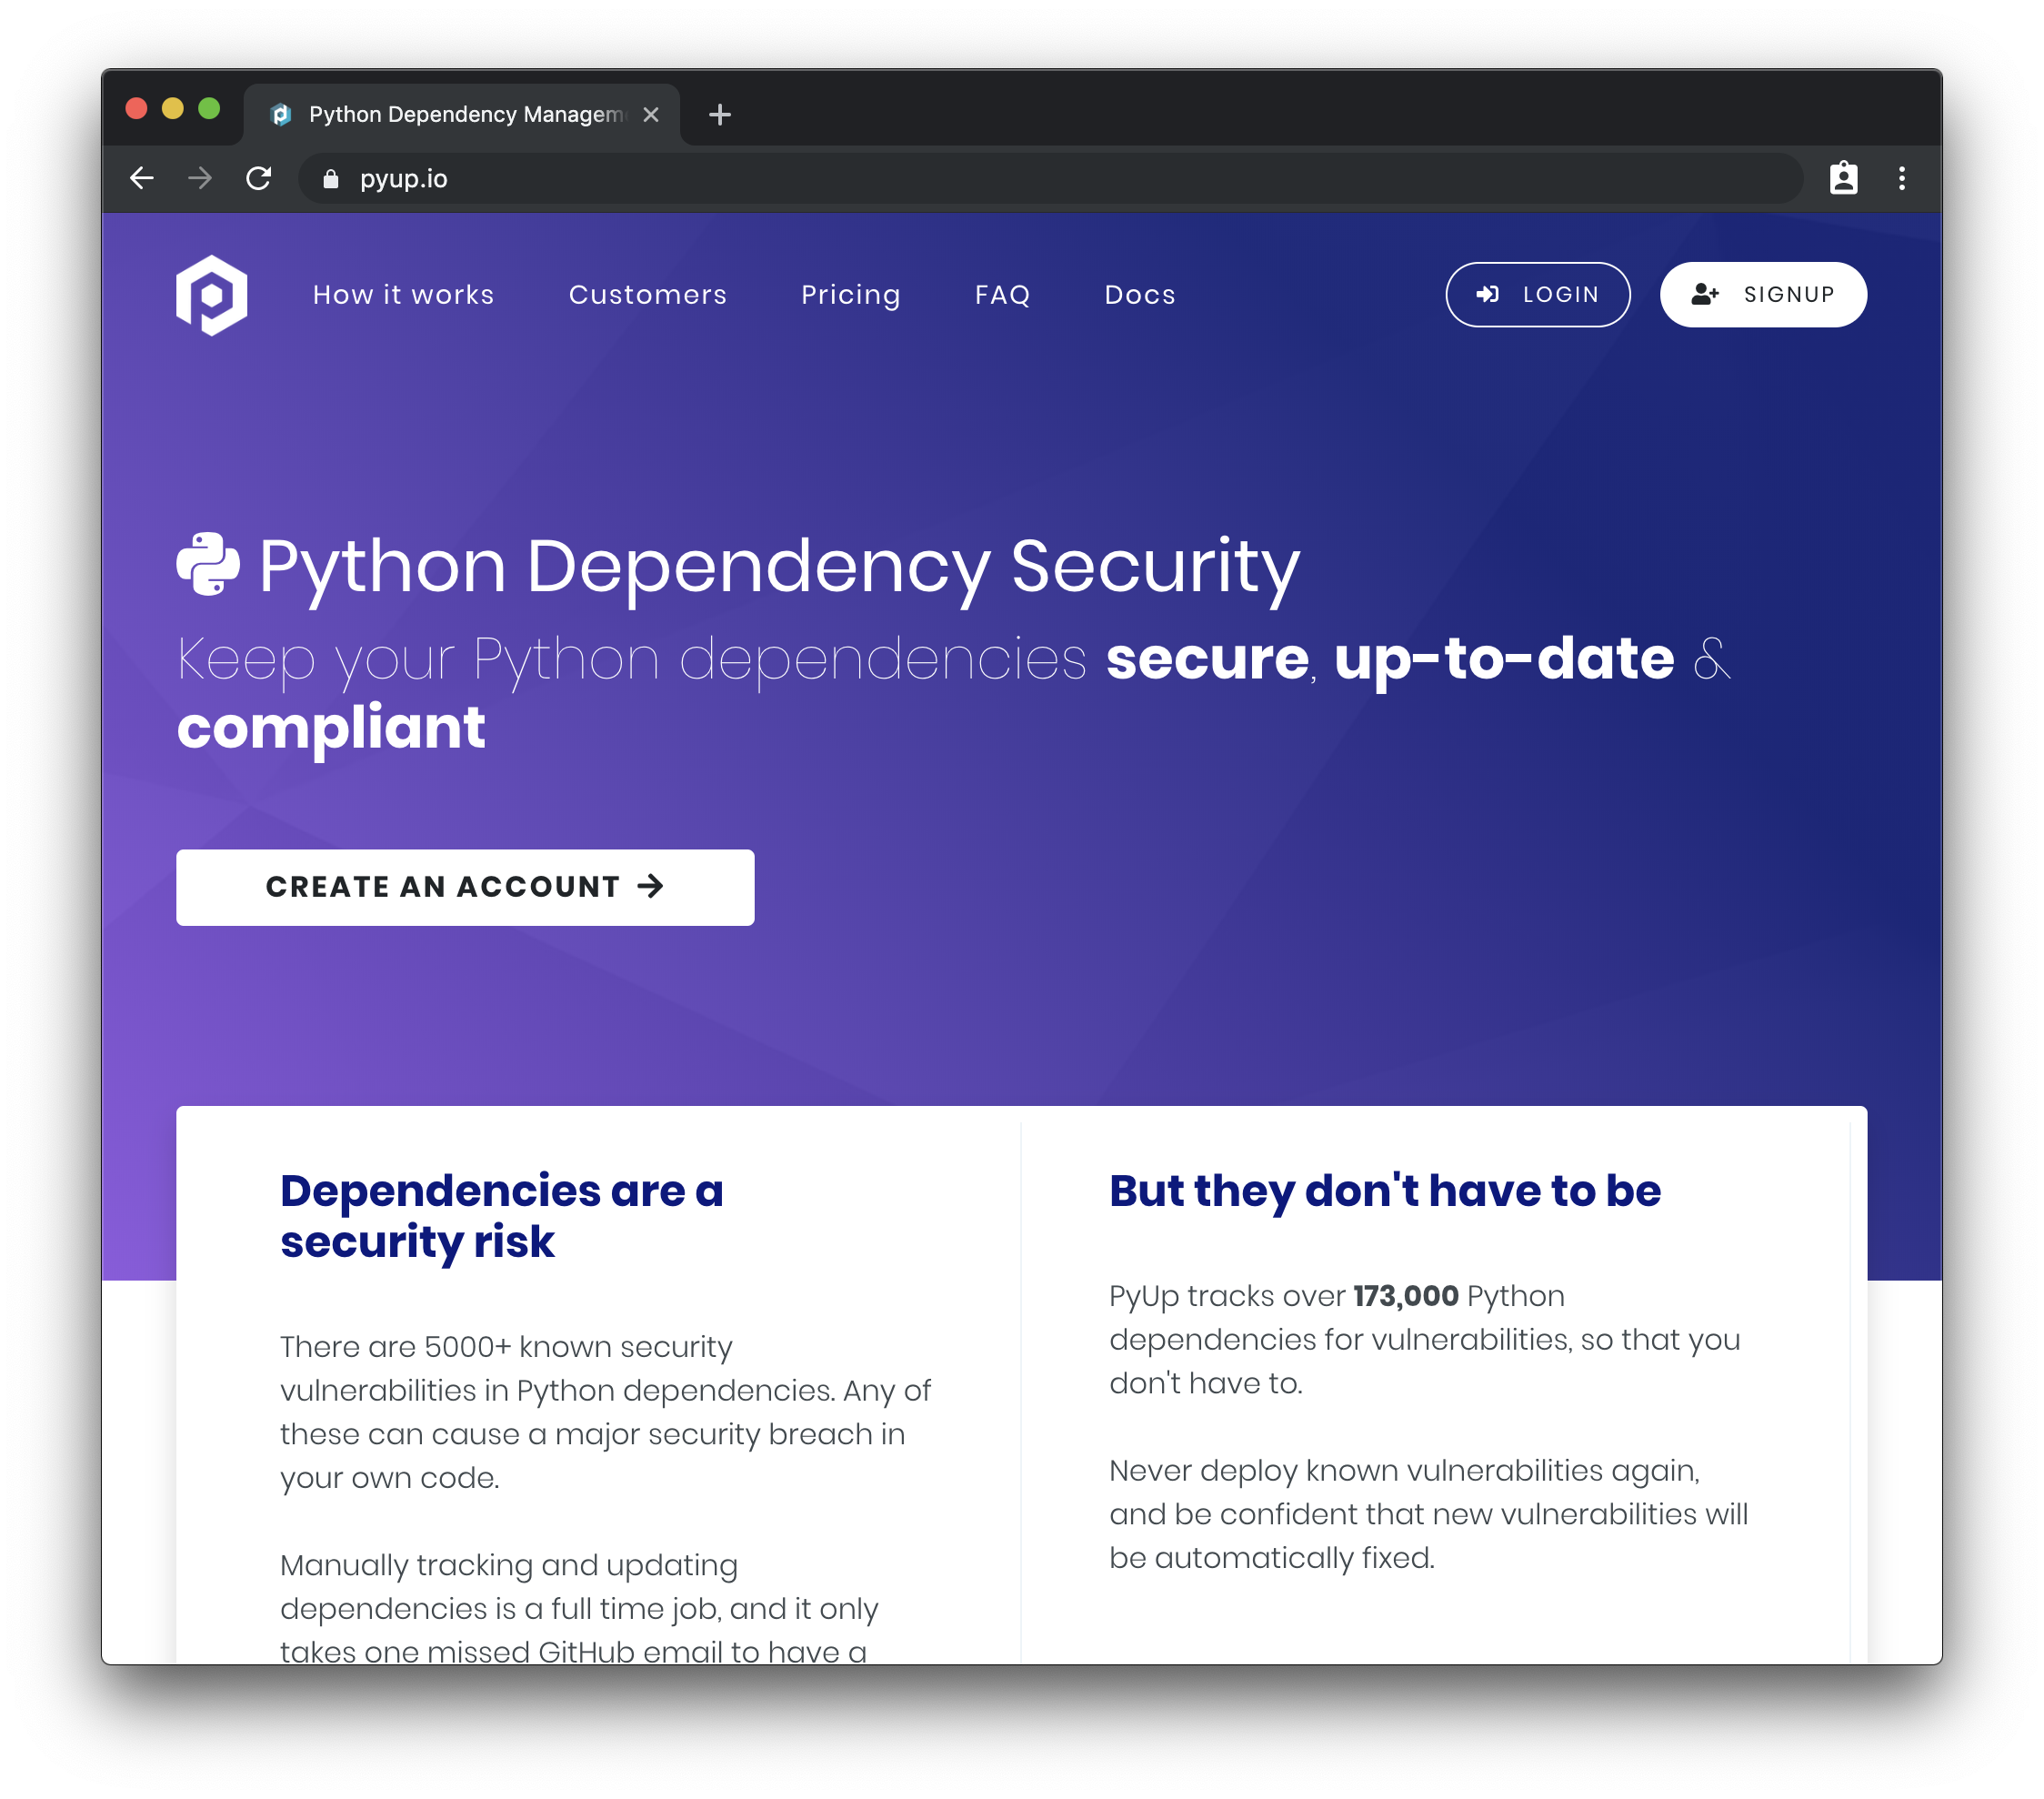 Python Dependency Managem
pyup.io
How it works
Customers
Pricing
FAQ
Docs
LOGIN
SIGNUP
Python Dependency Security
Keep your Python dependencies secure, up-to-date &
compliant
CREATE AN ACCOUNT
Dependencies are a
security risk
There are 5000+ known security
vulnerabilities in Python dependencies. Any of
these can cause a major security breach in
your own code.
Manually tracking and updating
dependencies is a full time job, and it only
takes one missed GitHub email to have a
But they don't have to be
PyUp tracks over 173,000 Python
dependencies for vulnerabilities, so that you
don't have to.
Never deploy known vulnerabilities again,
and be confident that new vulnerabilities will
be automatically fixed.